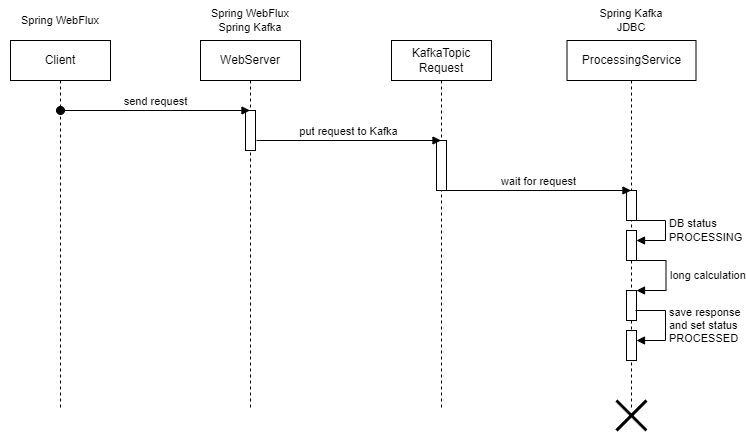 Spring WebFlux
Spring WebFlux
Spring Kafka
Spring Kafka
JDBC
Client
WebServer
KafkaTopic
Request
ProcessingService
send request
put request to Kafka
wait for request
DB status
PROCESSING
long calculation
save response
and set status
PROCESSED